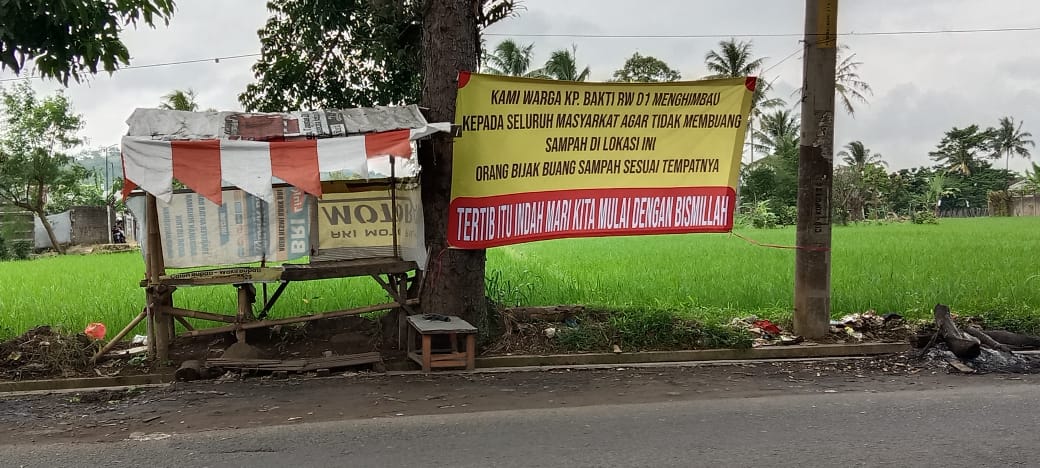 KAMI WARGA KP. BAKTI RW 01 MENGHIMBAU
KEPADA SELURUH MASYARKAT AGAR TIDAK MEMBUANG
SAMPAH DI LOKASI INI
ORANG BIJAK BUANG SAMPAH SESUAI TEMPATNYA
TERTIB ITU INDAH MARI KITA MULAI DENGAN BISMILLAH